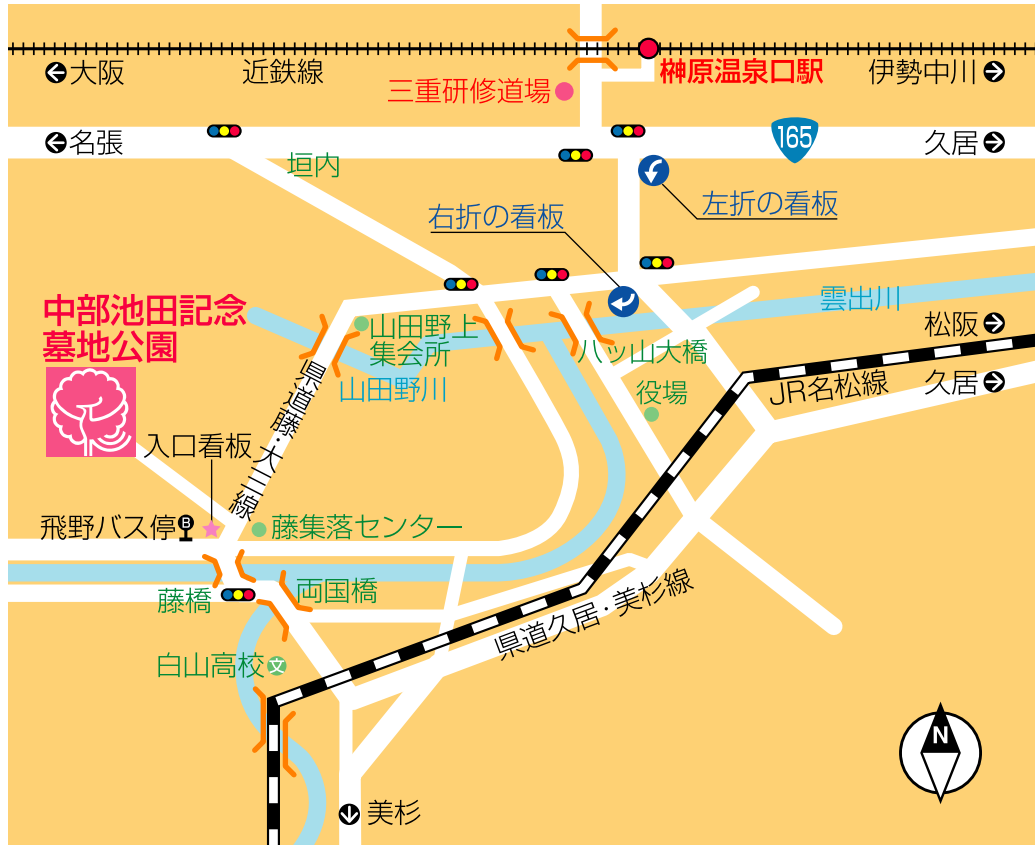 大阪
近鉄線
榊原温泉口駅
伊勢中川
三重研修道場
名張
165
久居
垣内
右折の看板
左折の看板
中部池田記念
墓地公園
山田野上
集会所
山田野川
雲出川
松阪
八ッ山大橋
役場
JR名松線
久居
県道藤・大三線
入口看板
飛野バス停
B
藤集落センター
藤橋
両国橋
県道久居・美杉線
白山高校
文
N
美杉